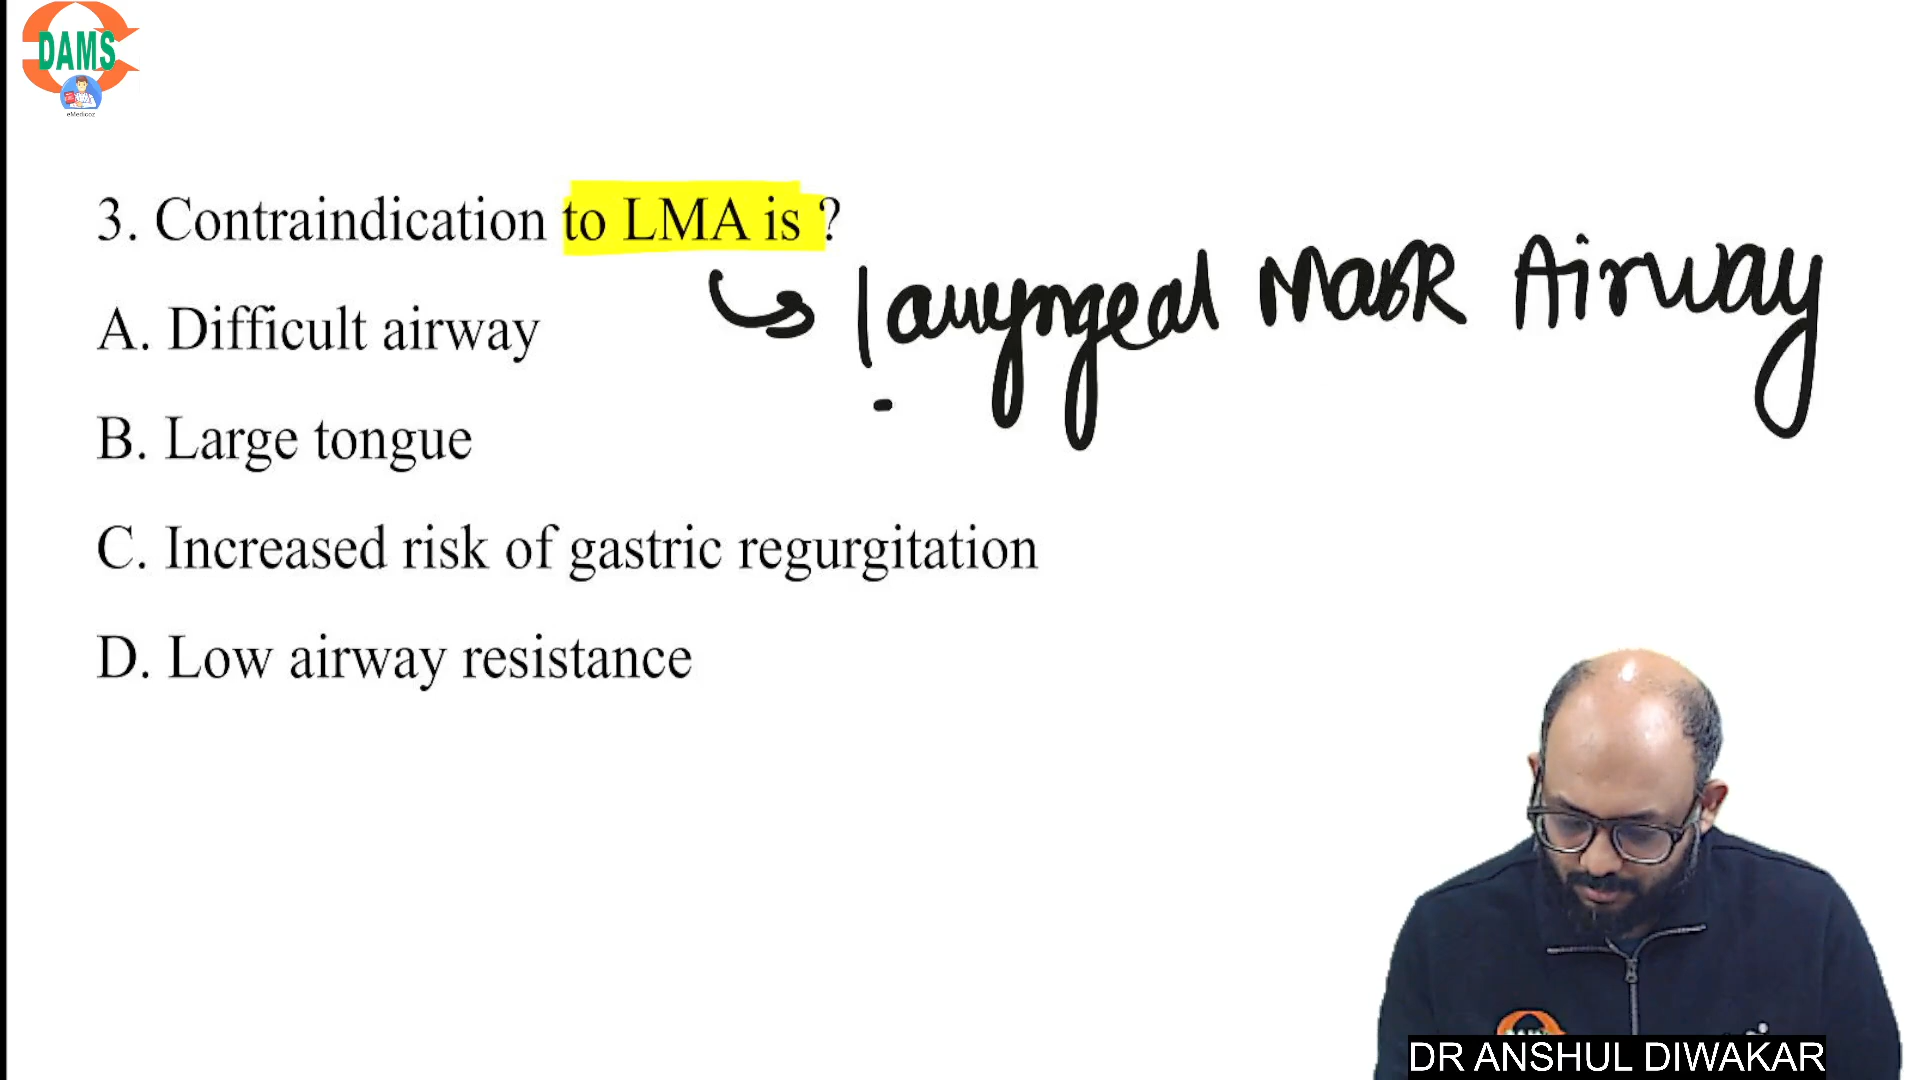 DAMS
eMedicoz
3. Contraindication to LMA is ?
Laryngeal Mask Airway
A. Difficult airway
B. Large tongue
C. Increased risk of gastric regurgitation
D. Low airway resistance
DR ANSHUL DIWAKAR